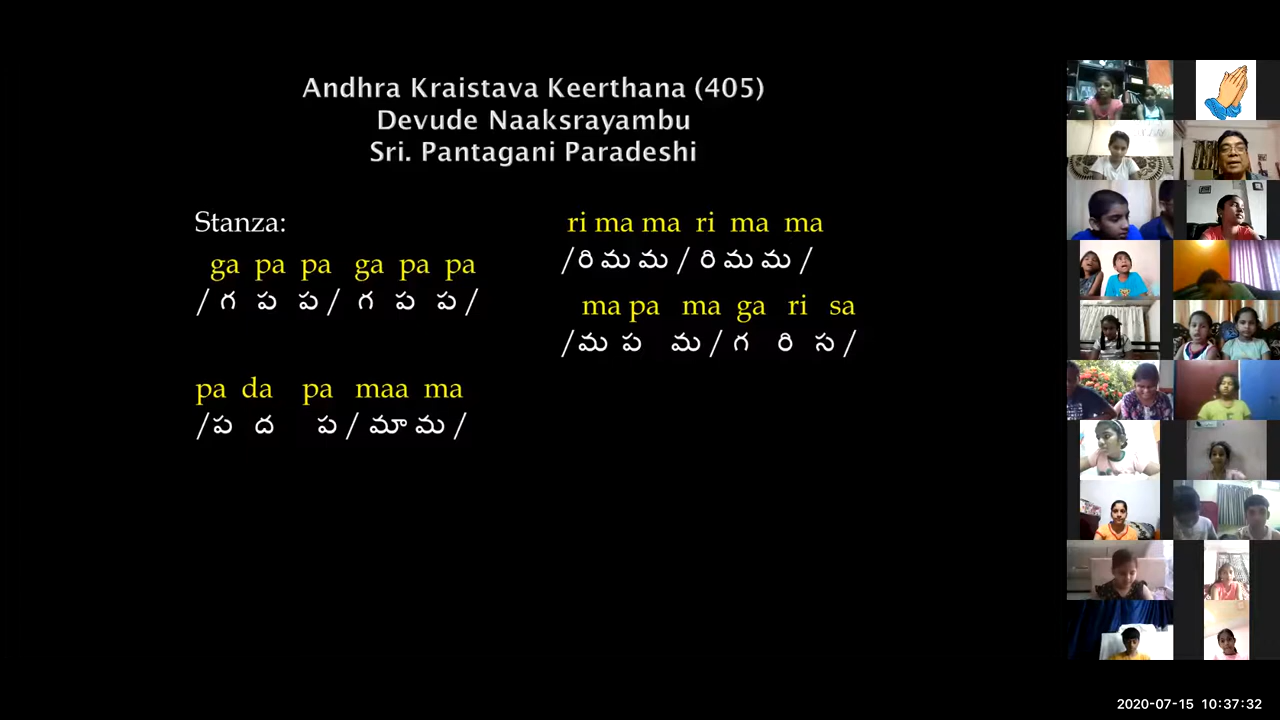 Andhra Kraistava Keerthana (405)
Devude Naaksrayambu
Sri. Pantagani Paradeshi
Stanza:
ga pa pa ga pa pa
/ గ ప ప / గ ప ప /
pa da pa maa ma
/ప ద ప / మా మ /
ri ma ma ri ma ma
/రి మ మ / రి మ మ /
ma pa ma ga ri sa
/మ ప మ / గ రి స /
2020-07-15 10:37:32